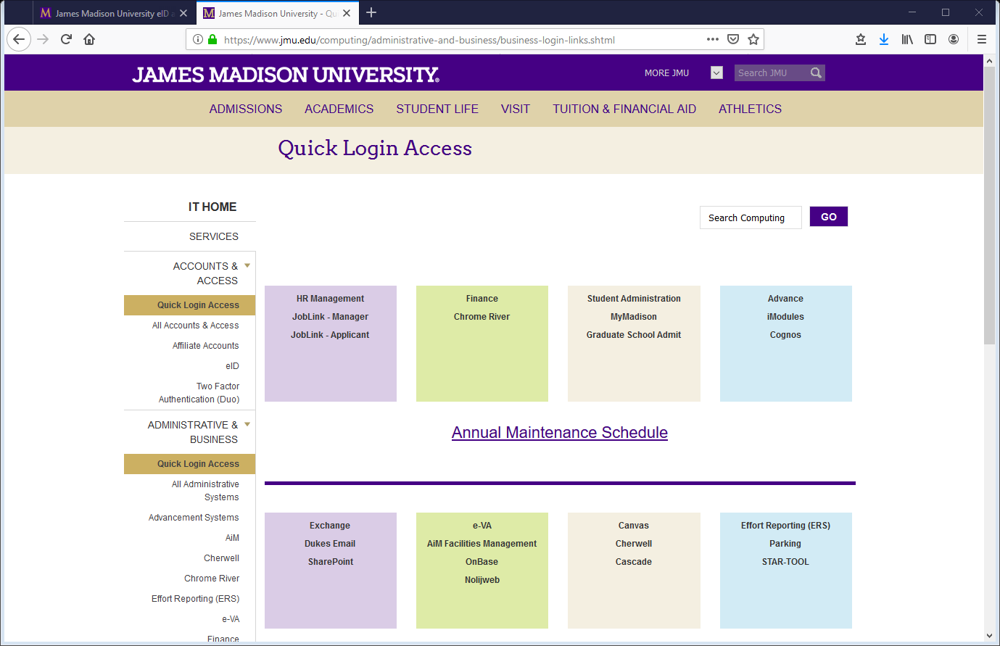 James Madison University eID a
James Madison University - Qu
https://www.jmu.edu/computing/administrative-and-business/business-login-links.shtml
JAMES MADISON UNIVERSITY®
MORE JMU
Search JMU
ADMISSIONS ACADEMICS STUDENT LIFE VISIT TUITION & FINANCIAL AID ATHLETICS
Quick Login Access
IT HOME
SERVICES
ACCOUNTS &
ACCESS
Quick Login Access
All Accounts & Access
Affiliate Accounts
eID
Two Factor
Authentication (Duo)
ADMINISTRATIVE &
BUSINESS
Quick Login Access
All Administrative
Systems
Advancement Systems
AiM
Cherwell
Chrome River
Effort Reporting (ERS)
e-VA
Finance
Search Computing
GO
HR Management
JobLink - Manager
JobLink - Applicant
Finance
Chrome River
Student Administration
MyMadison
Graduate School Admit
Advance
iModules
Cognos
Annual Maintenance Schedule
Exchange
Dukes Email
SharePoint
e-VA
AiM Facilities Management
OnBase
Nolijweb
Canvas
Cherwell
Cascade
Effort Reporting (ERS)
Parking
STAR-TOOL